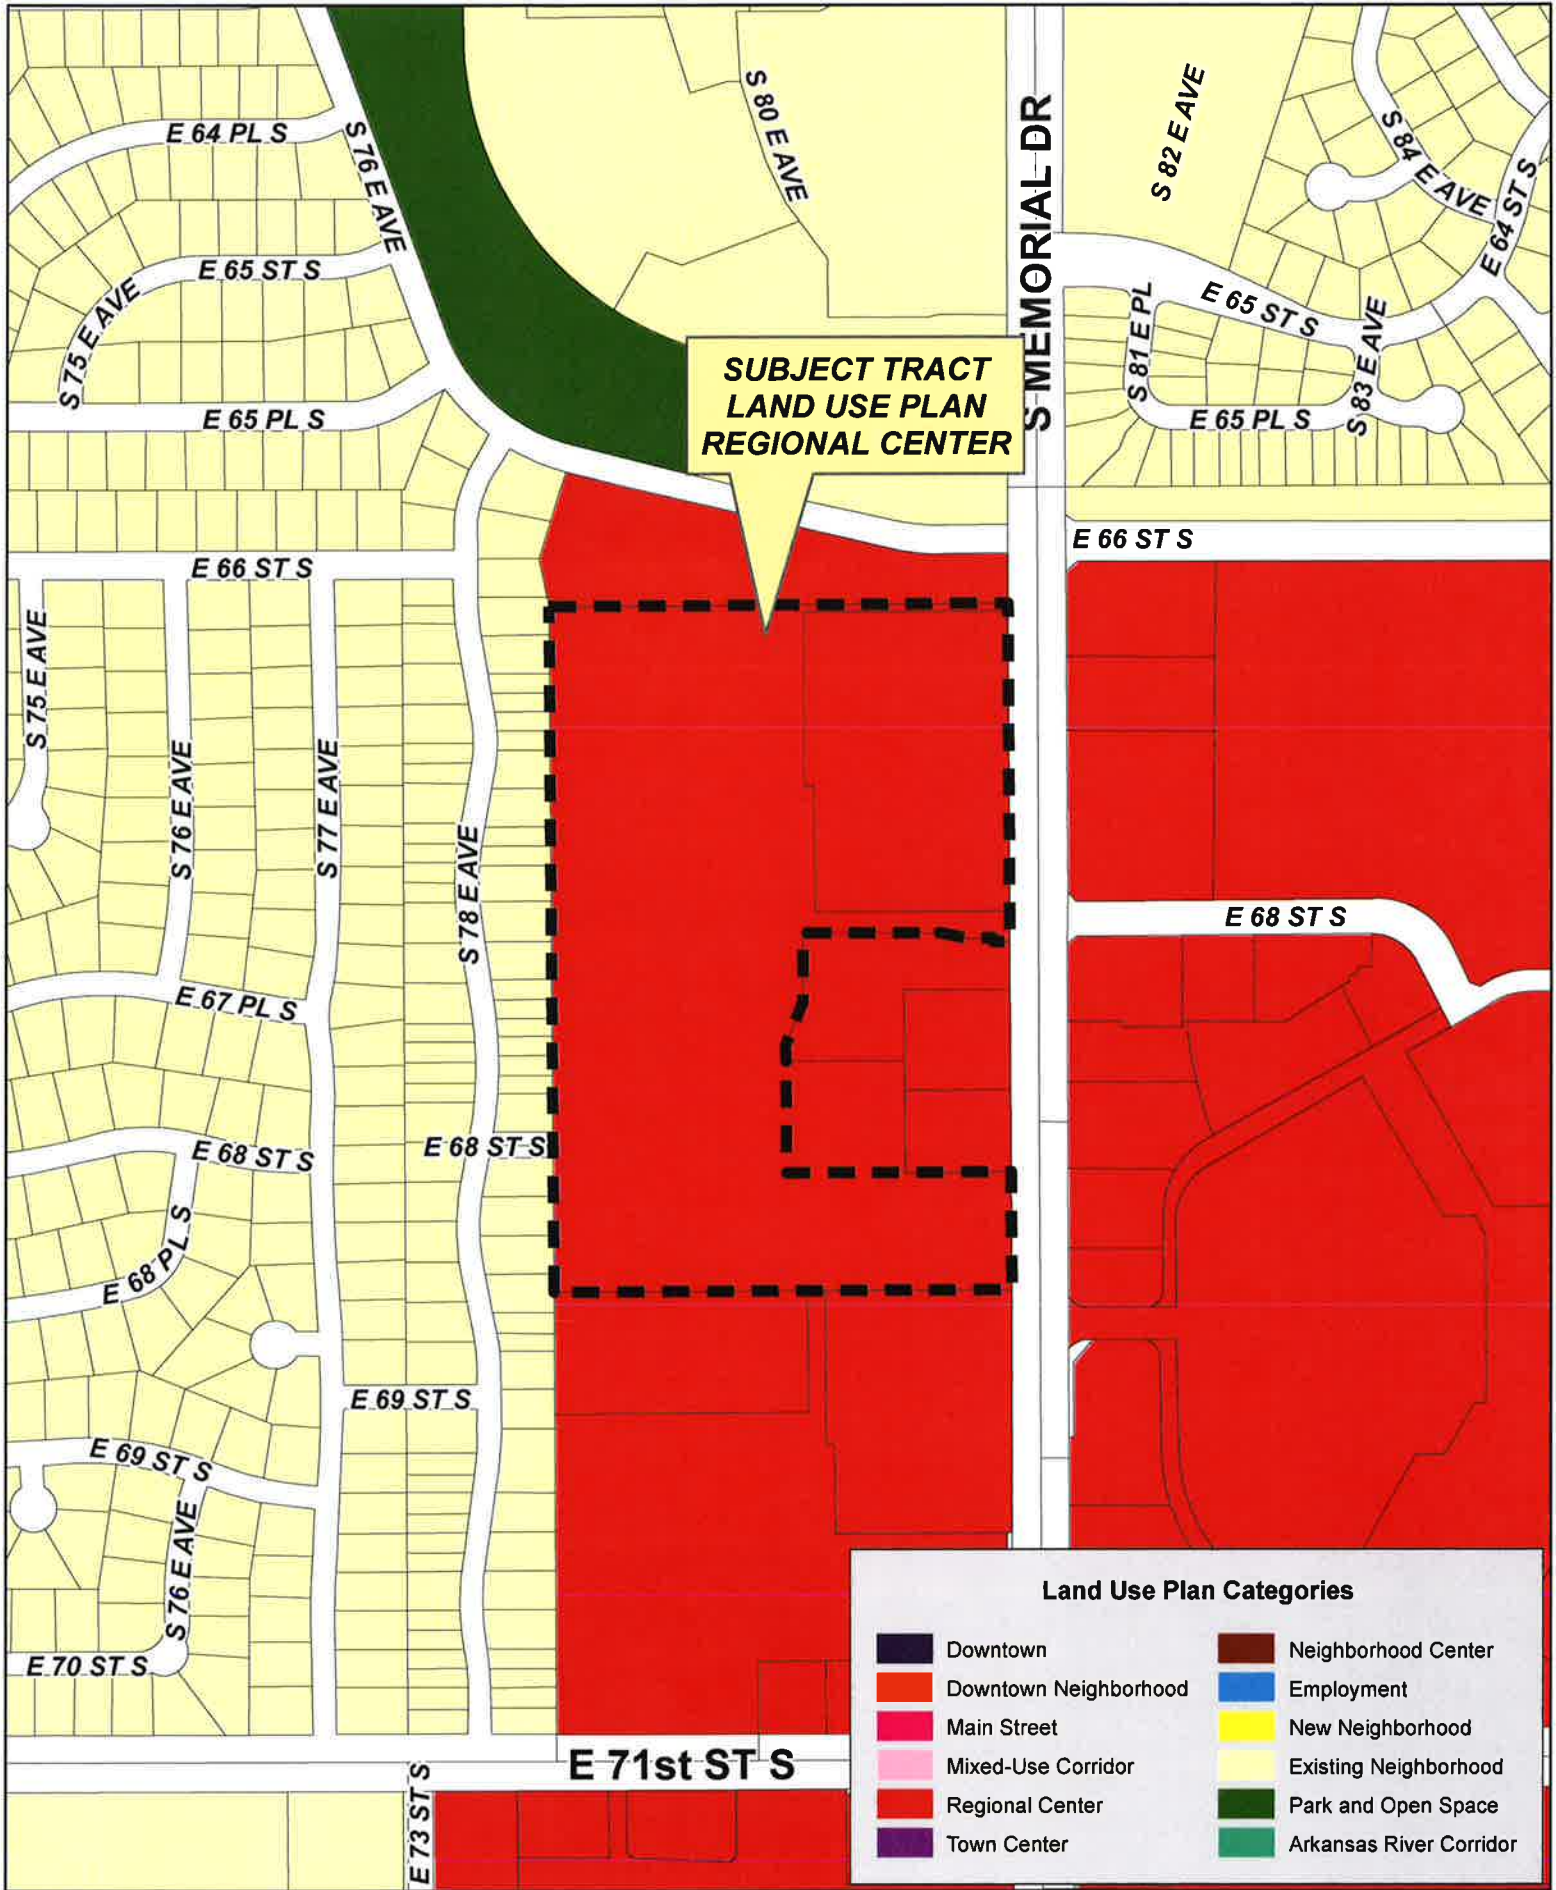 E 64 PL S
S 76 E AVE
S 80 E AVE
S MEMORIAL DR
S 82 E AVE
S 84 E AVE
E 64 ST S
E 65 ST S
S 75 E AVE
E 65 PL S
SUBJECT TRACT
LAND USE PLAN
REGIONAL CENTER
E 65 ST S
S 81 E PL
S 83 E AVE
E 65 PL S
E 66 ST S
E 66 ST S
S 75 E AVE
S 76 E AVE
S 77 E AVE
S 78 E AVE
E 68 ST S
E 67 PL S
E 68 ST S
E 68 ST S
E 68 PL S
E 69 ST S
E 69 ST S
S 76 E AVE
E 70 ST S
E 71st ST S
E 73 ST S
Land Use Plan Categories
Downtown
Downtown Neighborhood
Main Street
Mixed-Use Corridor
Regional Center
Town Center
Neighborhood Center
Employment
New Neighborhood
Existing Neighborhood
Park and Open Space
Arkansas River Corridor